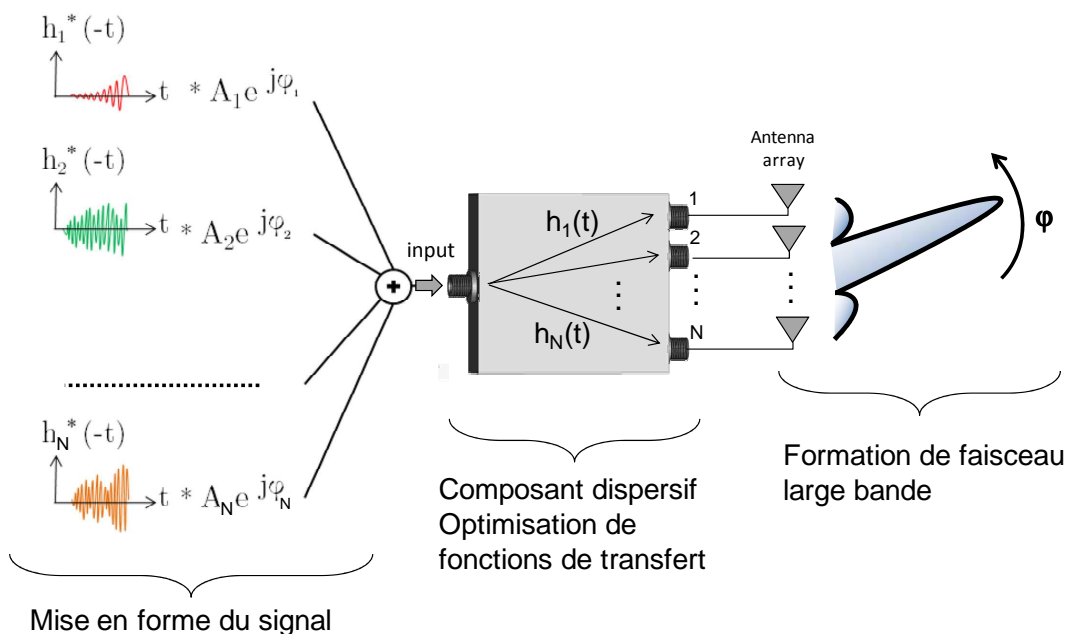 h₁*(-t)
t * A₁e jφ₁
h₂*(-t)
t * A₂e jφ₂
hN*(-t)
t * ANe jφN
+
input
h₁(t)
hN(t)
1
2
N
Antenna
array
φ
Mise en forme du signal
Composant dispersif
Optimisation de
fonctions de transfert
Formation de faisceau
large bande